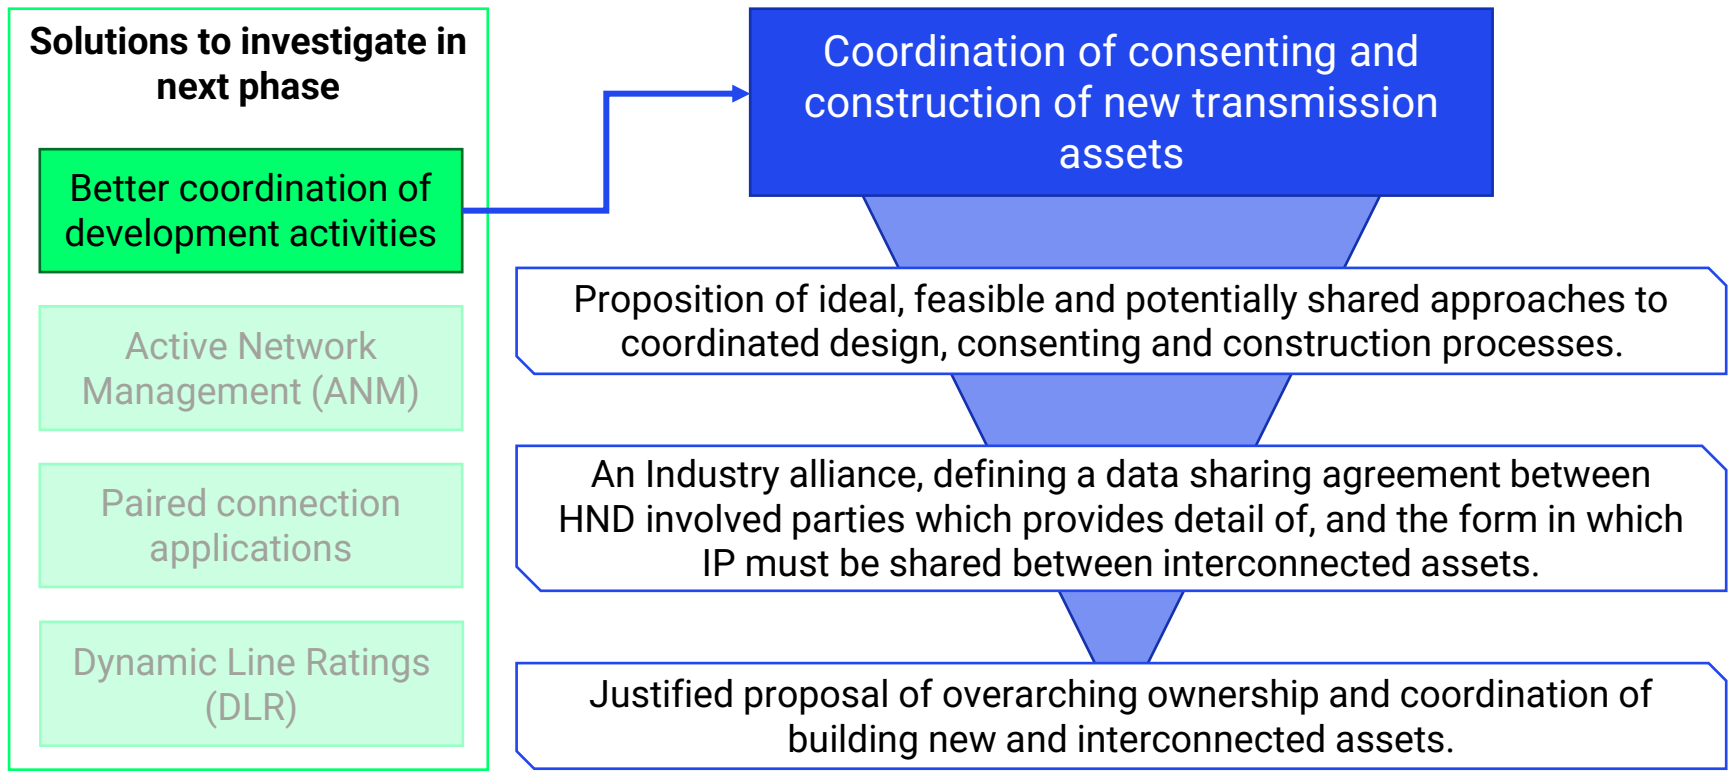 Solutions to investigate in
next phase
Better coordination of
development activities
Active Network
Management (ANM)
Paired connection
applications
Dynamic Line Ratings
(DLR)
Coordination of consenting and
construction of new transmission
assets
Proposition of ideal, feasible and potentially shared approaches to
coordinated design, consenting and construction processes.
An Industry alliance, defining a data sharing agreement between
HND involved parties which provides detail of, and the form in which
IP must be shared between interconnected assets.
Justified proposal of overarching ownership and coordination of
building new and interconnected assets.